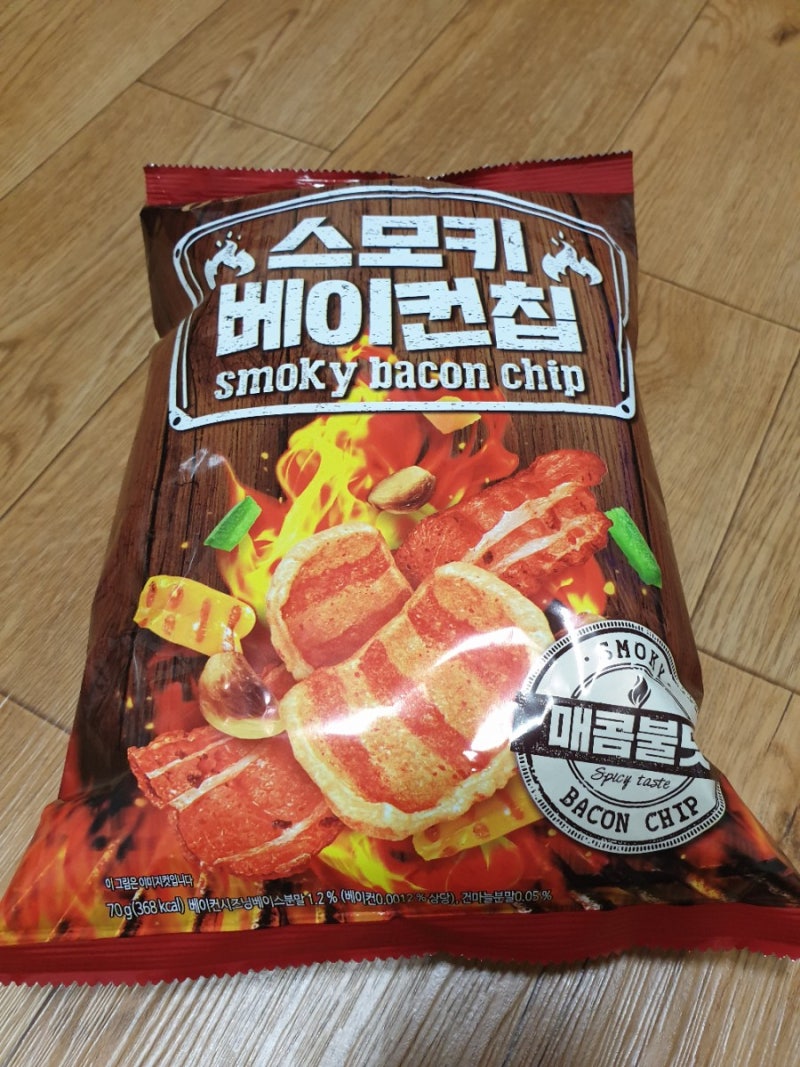 스모키
베이컨칩
smoky bacon chip
SMOKY
매콤불맛
Spicy taste
BACON CHIP
이 그림은 이미지컷입니다
70 g(368 kcal) 베이컨시즈닝베이스분말 1.2 % (베이컨0.0012 % 상당), 건마늘분말0.05 %